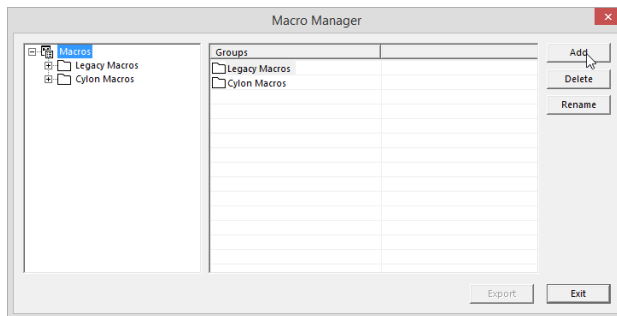 Macro Manager
Macros
Legacy Macros
Cylon Macros
Groups
Legacy Macros
Cylon Macros
Add
Delete
Rename
Export
Exit